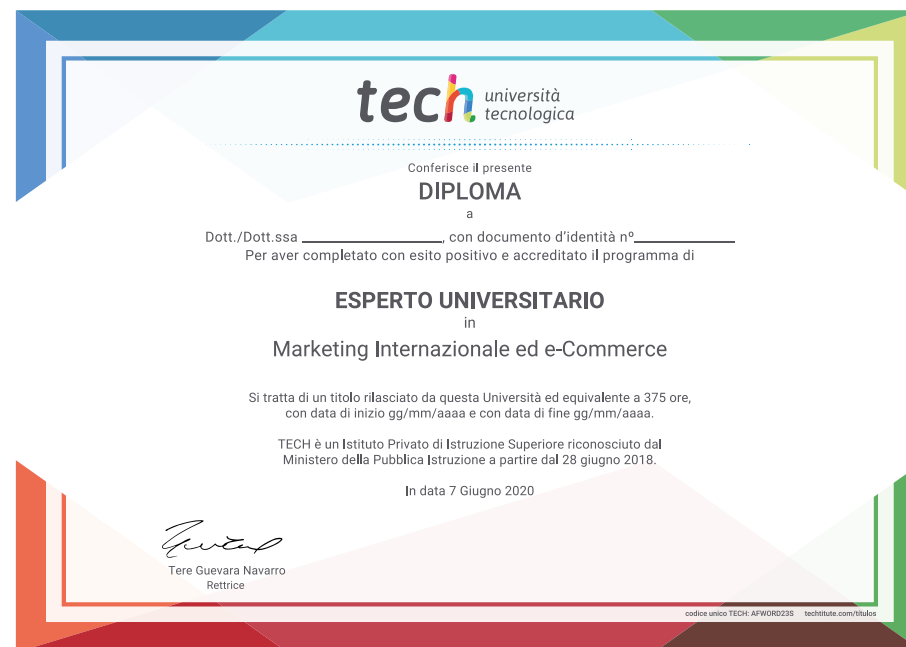 tech università
tecnologica
Conferisce il presente
DIPLOMA
a
Dott./Dott.ssa ________________, con documento d'identità nº____________
Per aver completato con esito positivo e accreditato il programma di
ESPERTO UNIVERSITARIO
in
Marketing Internazionale ed e-Commerce
Si tratta di un titolo rilasciato da questa Università ed equivalente a 375 ore,
con data di inizio gg/mm/aaaa e con data di fine gg/mm/aaaa.
TECH è un Istituto Privato di Istruzione Superiore riconosciuto dal
Ministero della Pubblica Istruzione a partire dal 28 giugno 2018.
In data 7 Giugno 2020
Tere Guevara Navarro
Rettrice
codice unico TECH: AFWORD23S techtitute.com/titulos